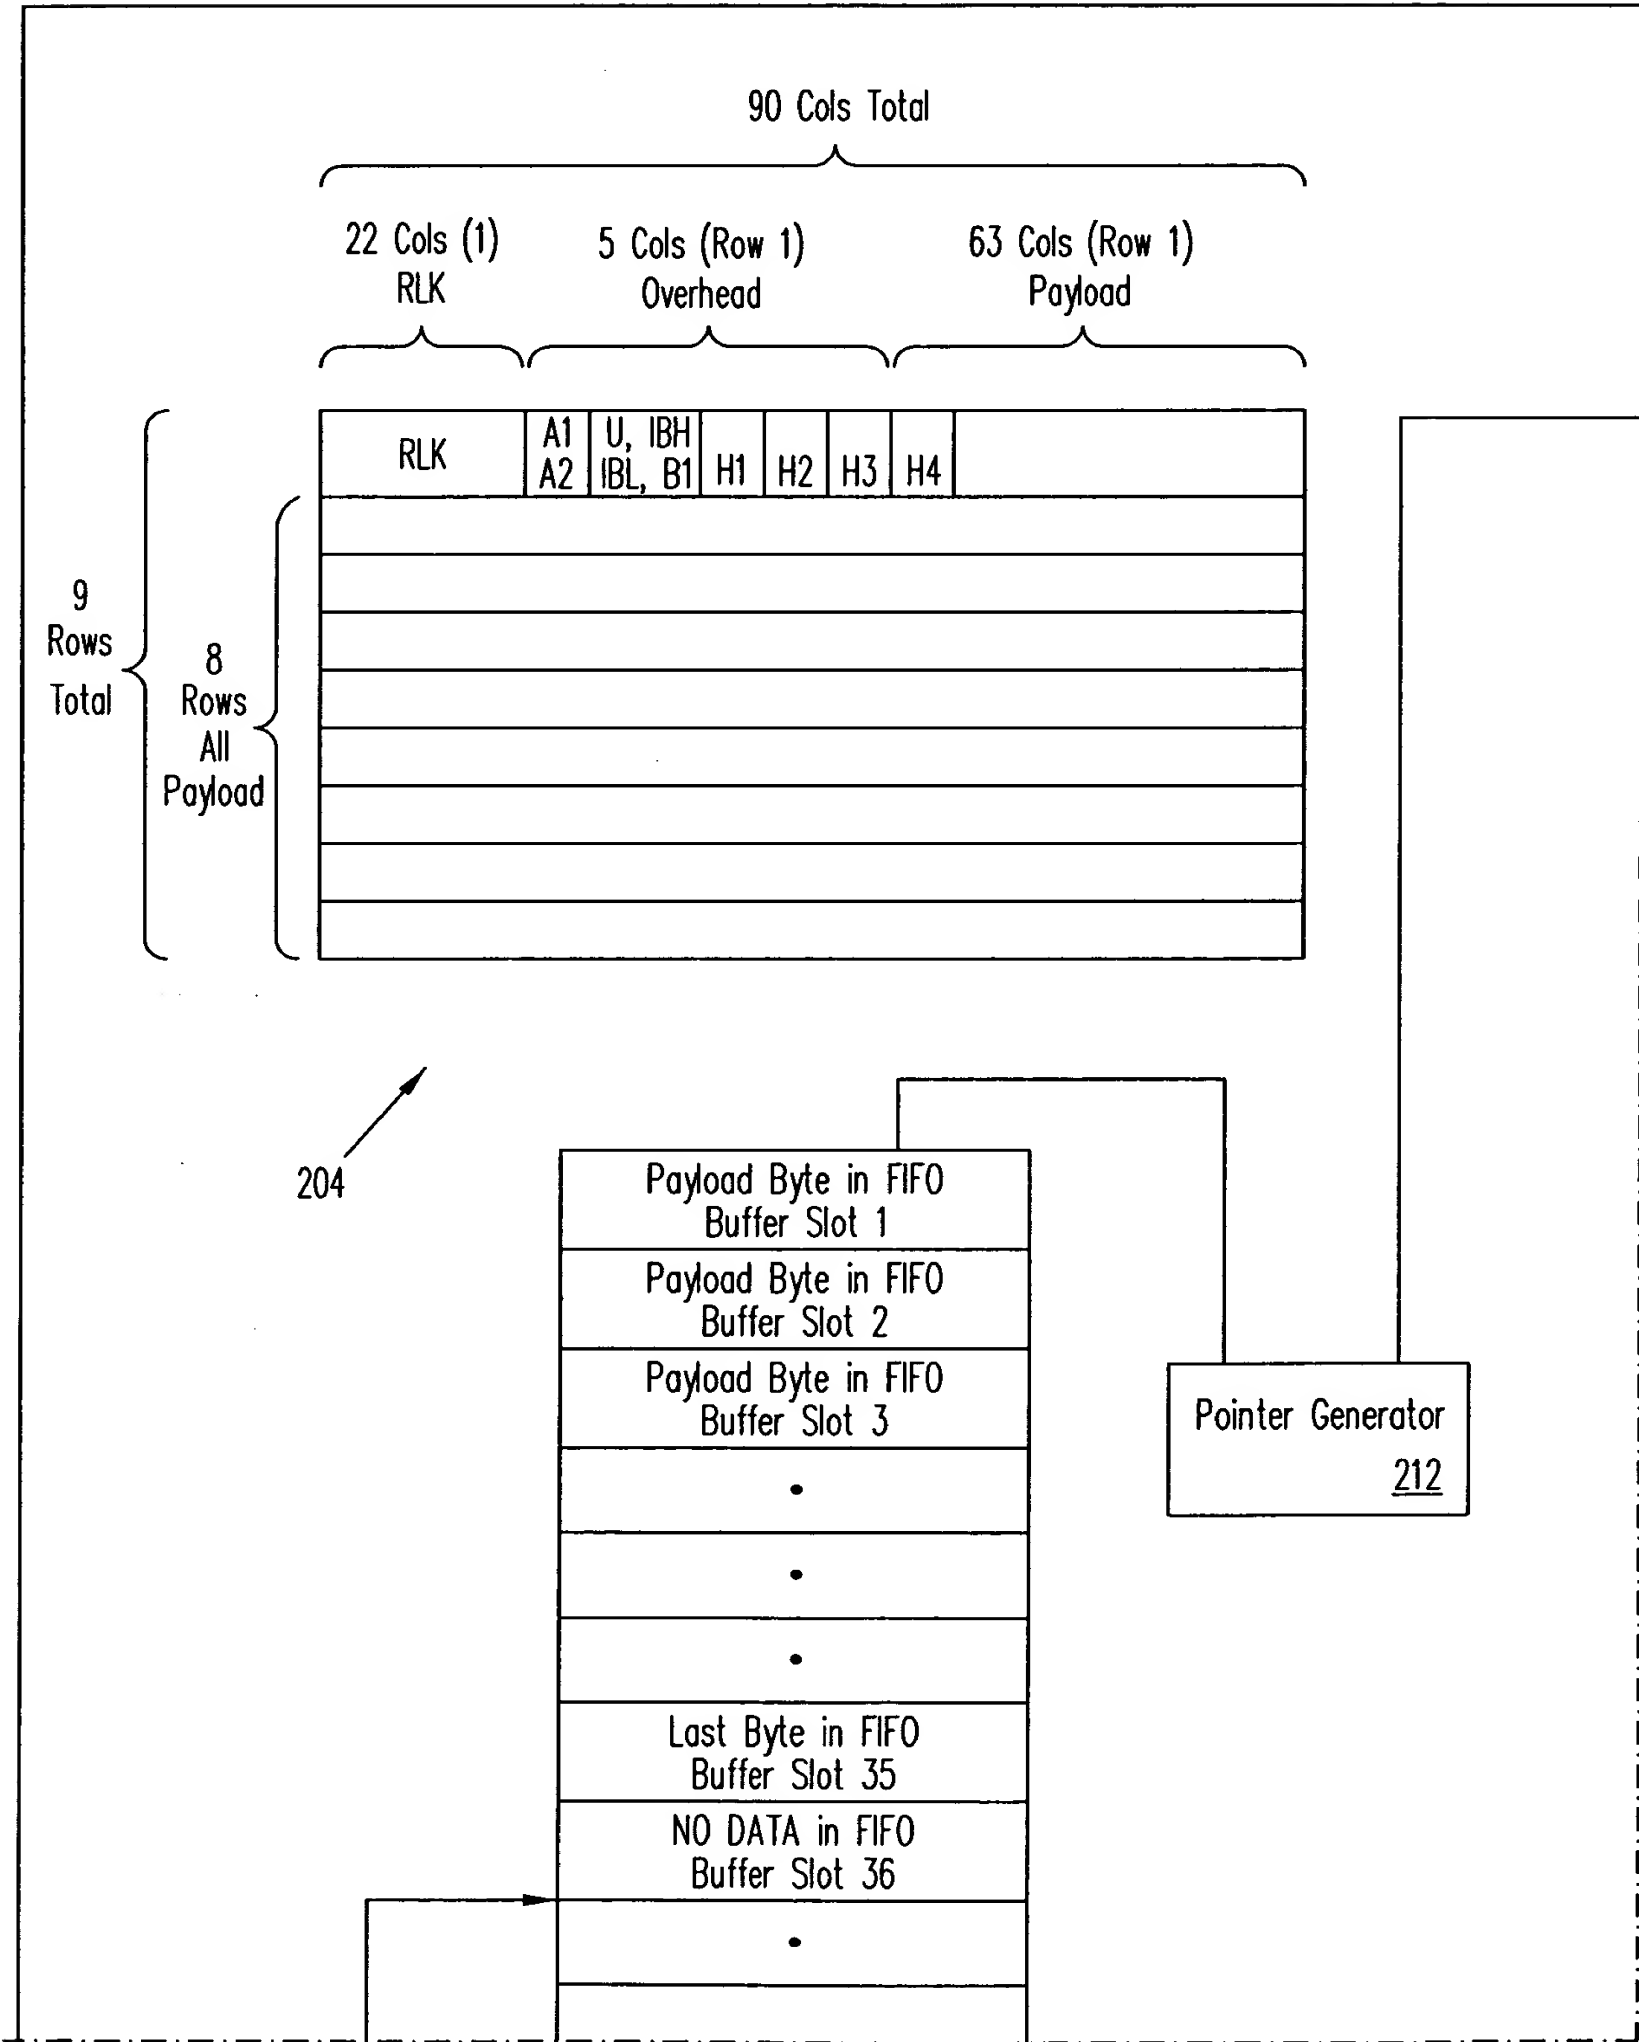 90 Cols Total
22 Cols (1)
RLK
5 Cols (Row 1)
Overhead
63 Cols (Row 1)
Payload
RLK
A1
A2
U, IBH
IBL, B1
H1
H2
H3
H4
9
Rows
Total
8
Rows
All
Payload
204
Payload Byte in FIFO
Buffer Slot 1
Payload Byte in FIFO
Buffer Slot 2
Payload Byte in FIFO
Buffer Slot 3
Pointer Generator
212
Last Byte in FIFO
Buffer Slot 35
NO DATA in FIFO
Buffer Slot 36